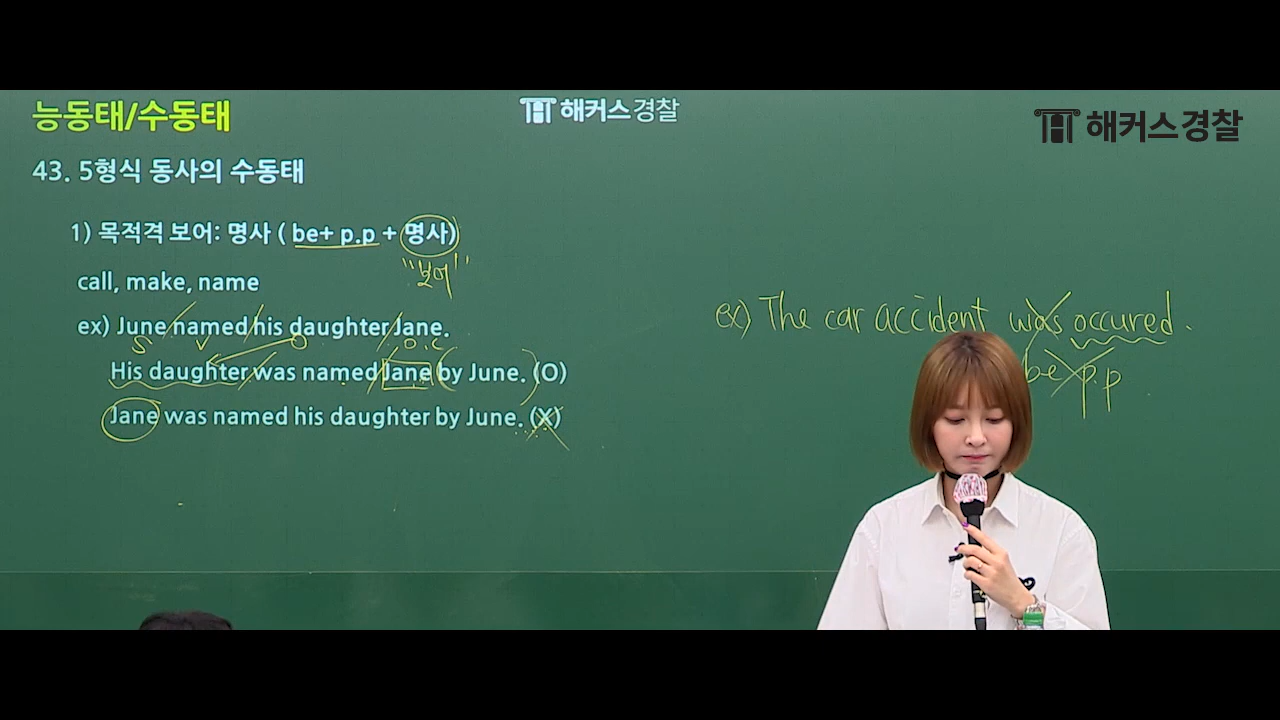 능동태/수동태
해커스경찰
해커스경찰
43. 5형식 동사의 수동태
1) 목적격 보어: 명사 ( be+ p.p + 명사)
"보어"
call, make, name
ex) June named his daughter Jane.
S V O O.C
His daughter was named Jane by June. (O)
Jane was named his daughter by June. (X)
ex) The car accident was occured.
be p.p